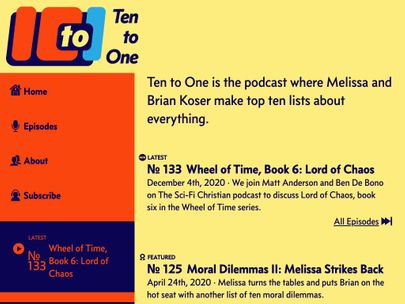 10 to
Ten
to
One
Ten to One is the podcast where Melissa and
Brian Koser make top ten lists about
everything.
Home
Episodes
About
Subscribe
LATEST
№ 133 Wheel of Time, Book 6: Lord of Chaos
December 4th, 2020 · We join Matt Anderson and Ben De Bono
on The Sci-Fi Christian podcast to discuss Lord of Chaos, book
six in the Wheel of Time series.
All Episodes
LATEST
№
133
Wheel of Time,
Book 6: Lord of
Chaos
FEATURED
№ 125 Moral Dilemmas II: Melissa Strikes Back
April 24th, 2020 · Melissa turns the tables and puts Brian on the
hot seat with another list of ten moral dilemmas.